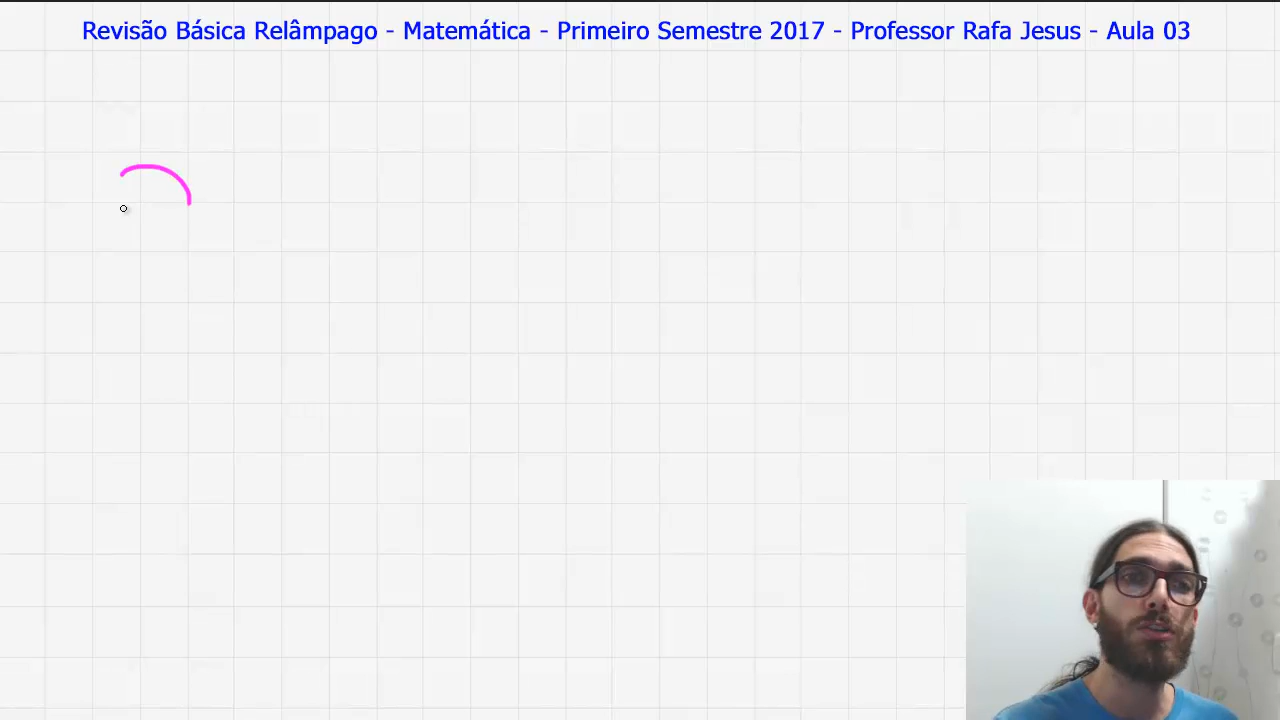 Revisão Básica Relâmpago - Matemática - Primeiro Semestre 2017 - Professor Rafa Jesus - Aula 03